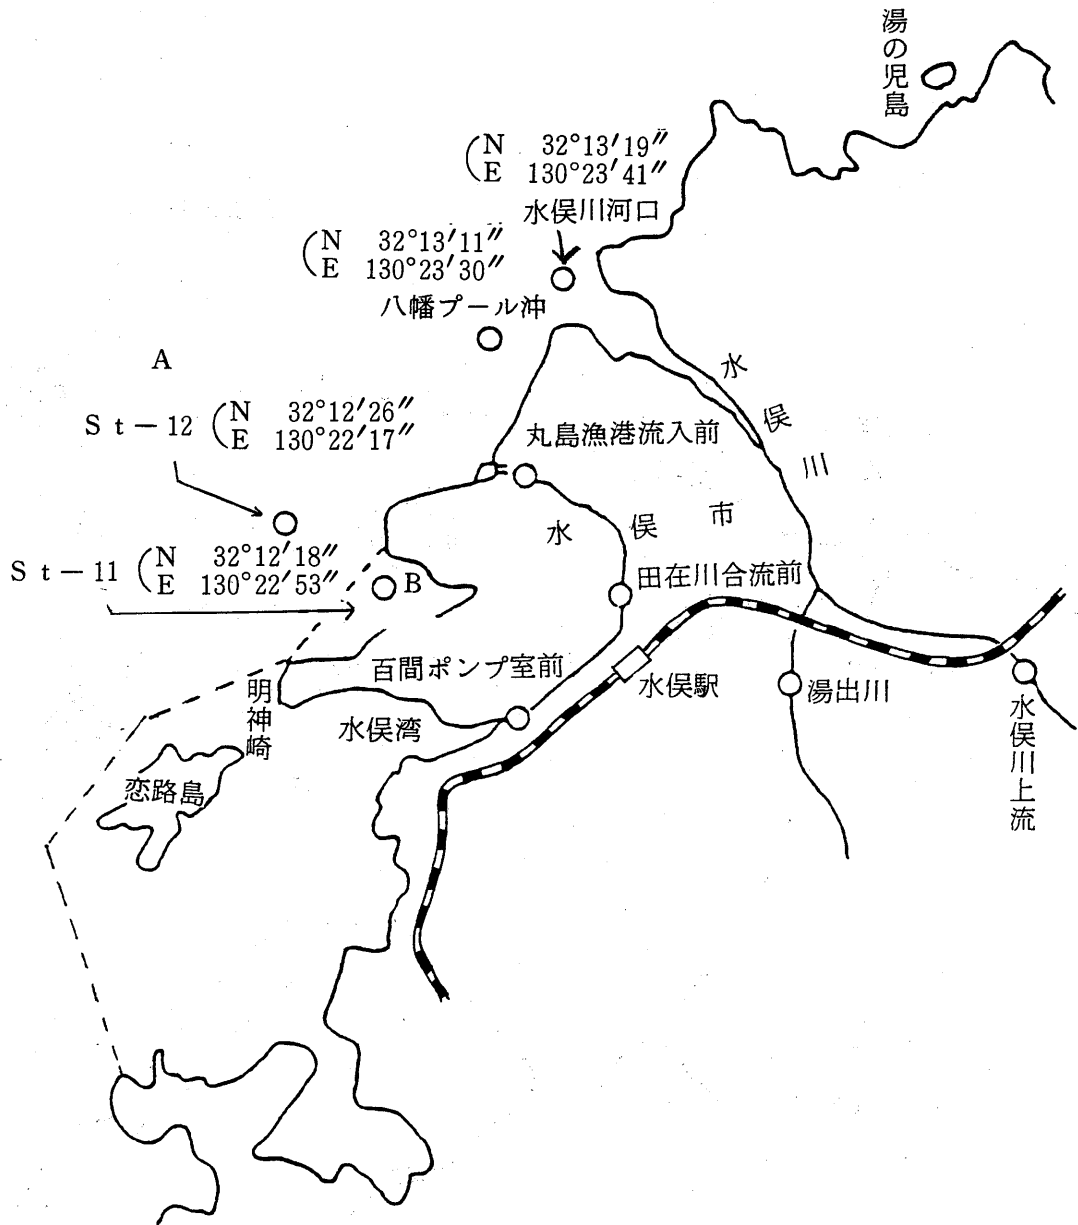 湯の児島
N 32°13′19″
E 130°23′41″
水俣川河口
N 32°13′11″
E 130°23′30″
八幡プール沖
A
St-12 N 32°12′26″
E 130°22′17″
水俣川
丸島漁港流入前
水俣市
St-11 N 32°12′18″
E 130°22′53″
B
田在川合流前
百間ポンプ室前
水俣駅
湯出川
明神崎
水俣湾
水俣川上流
恋路島